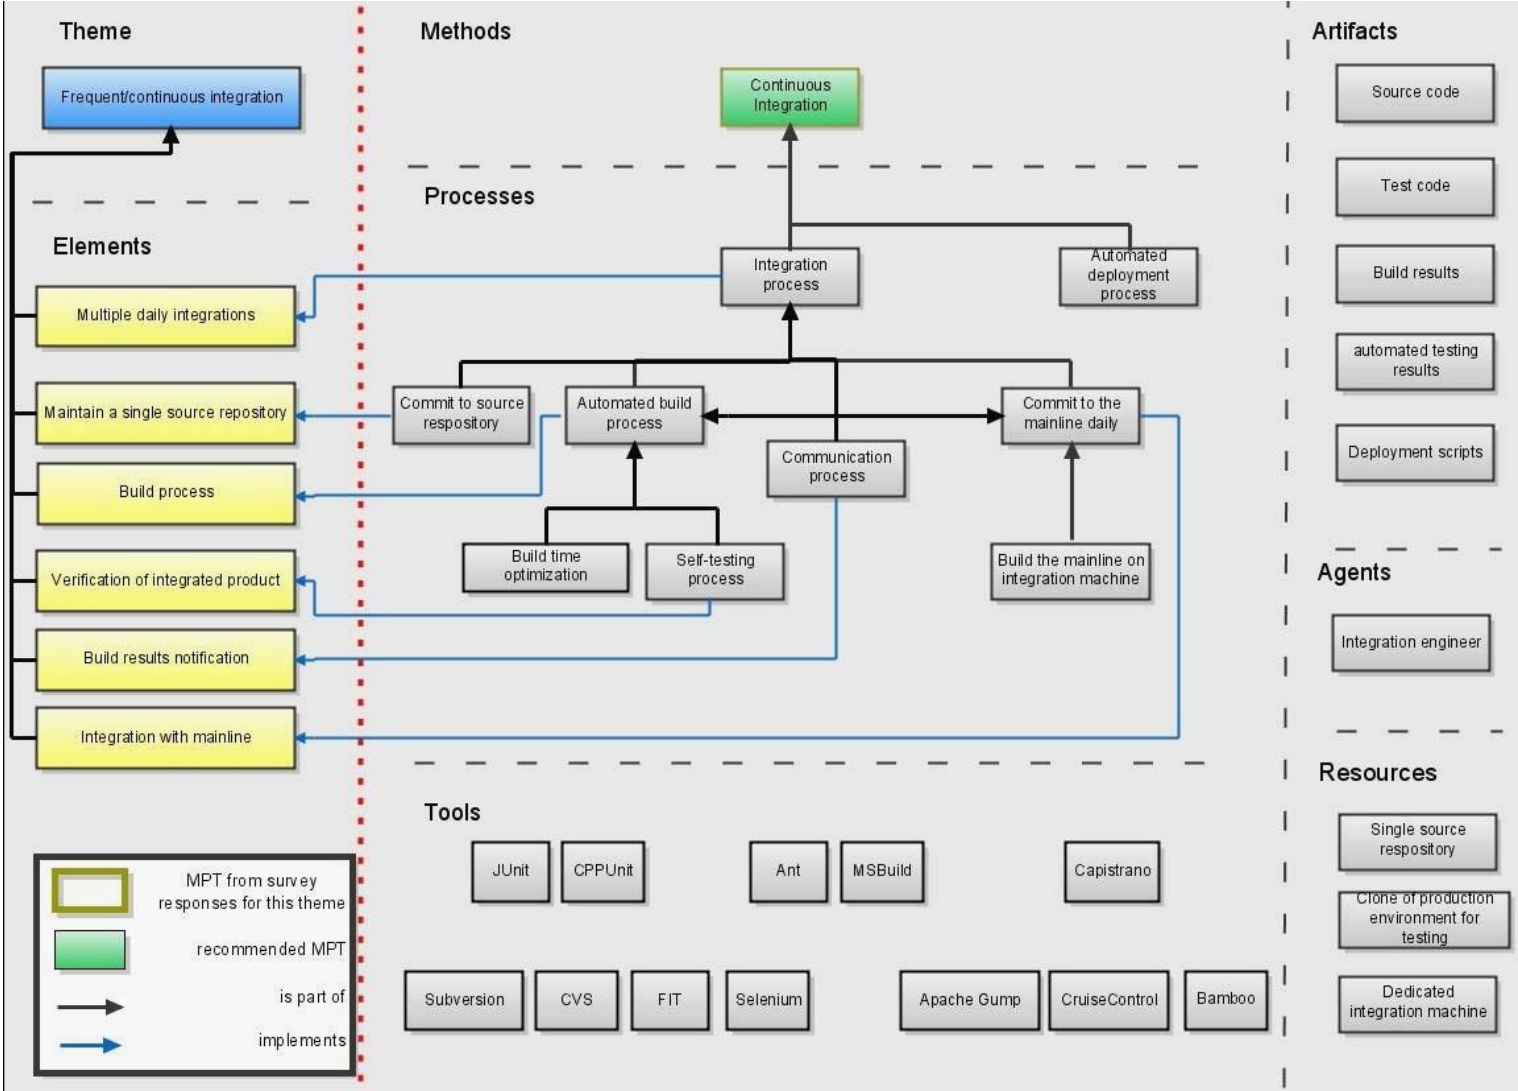 Theme
Methods
Artifacts
Frequent/continuous integration
Continuous
Integration
Source code
Test code
Processes
Elements
Integration
process
Automated
deployment
process
Build results
Multiple daily integrations
automated testing
results
Maintain a single source repository
Commit to source
respository
Automated build
process
Commit to the
mainline daily
Communication
process
Deployment scripts
Build process
Build time
optimization
Self-testing
process
Build the mainline on
integration machine
Verification of integrated product
Agents
Integration engineer
Build results notification
Integration with mainline
Resources
Tools
Single source
respository
JUnit
CPPUnit
Ant
MSBuild
Capistrano
Clone of production
environment for
testing
Subversion
CVS
FIT
Selenium
Apache Gump
CruiseControl
Bamboo
Dedicated
integration machine
MPT from survey
responses for this theme
recommended MPT
is part of
implements